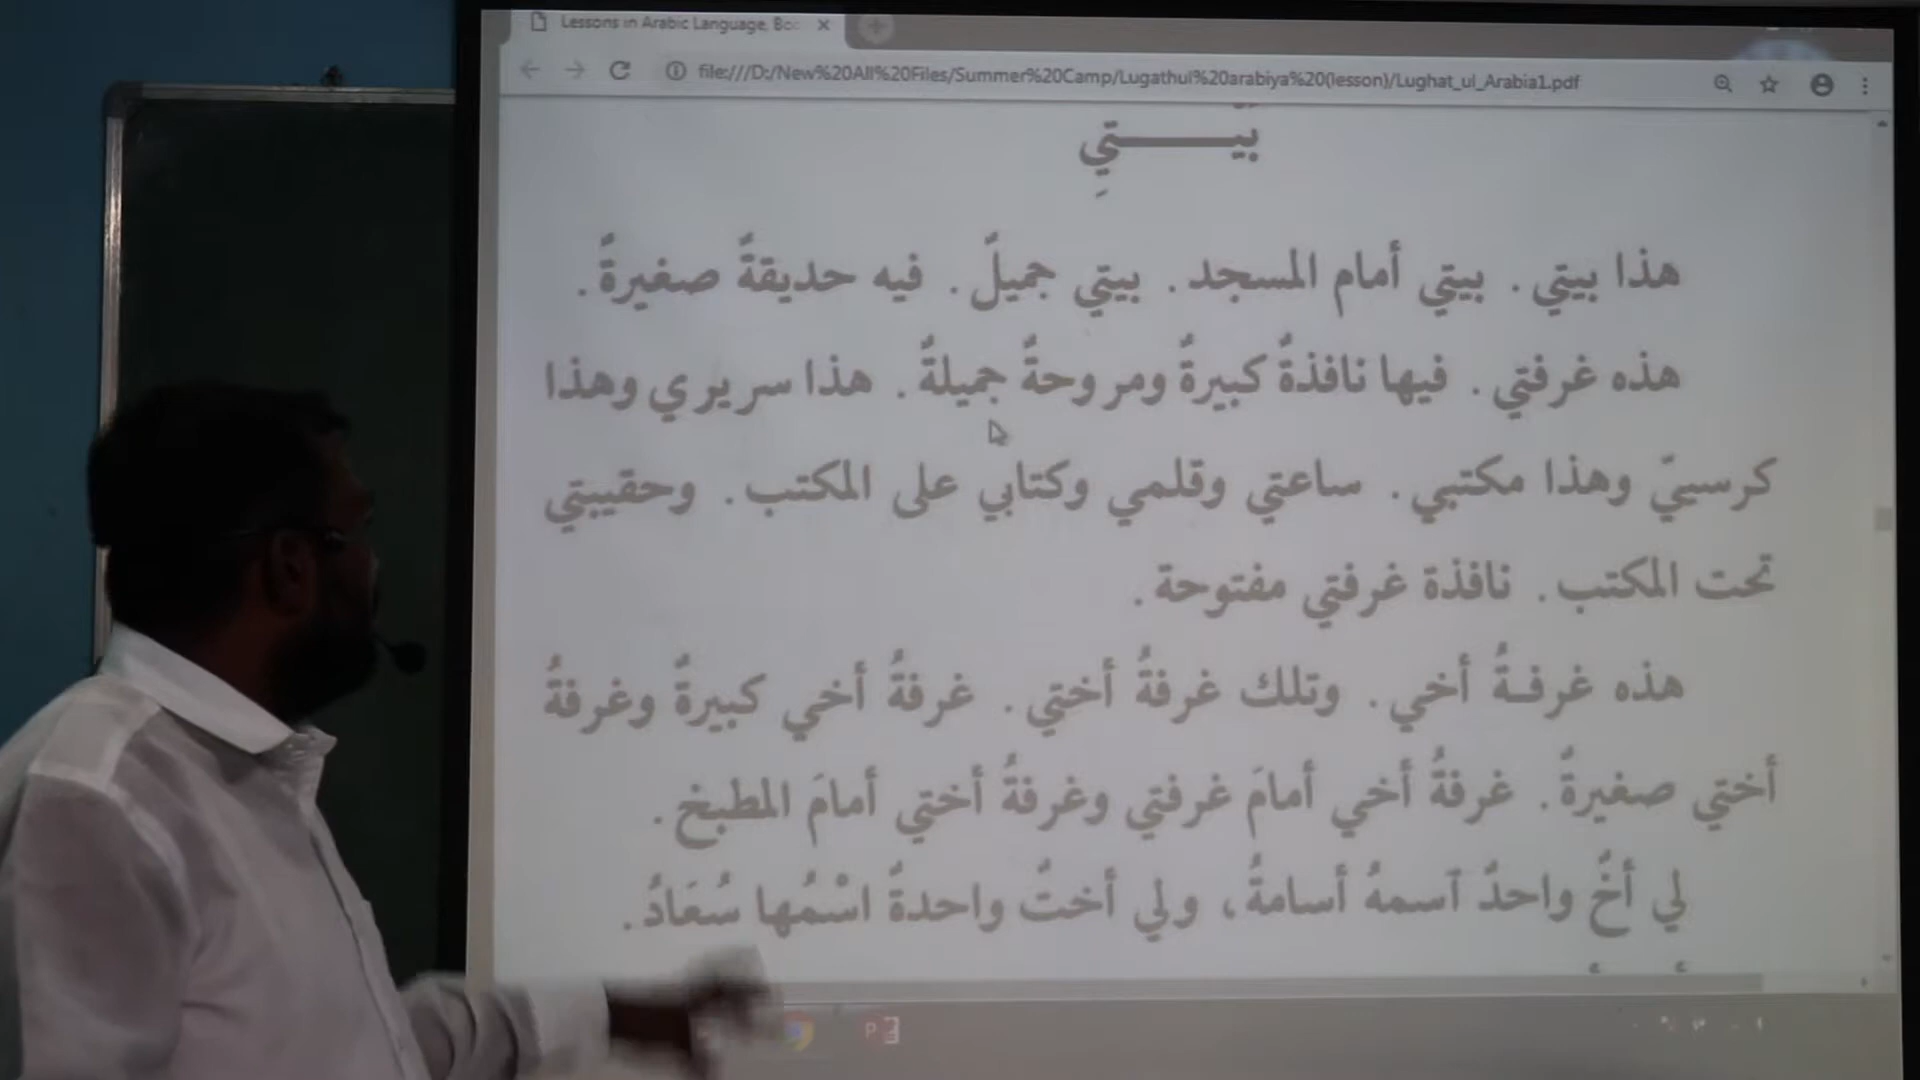 Lessons in Arabic Language, Boo
file:///D:/New%20All%20Files/Summer%20Camp/Lugathul%20arabiya%20(lesson)/Lughat_ul_Arabia1.pdf
بَيْــــــتِي
هذا بيتي . بيتي أمام المسجد . بيتي جميلٌ . فيه حديقةٌ صغيرةٌ .
هذه غرفتي . فيها نافذةٌ كبيرةٌ ومروحةٌ جميلةٌ . هذا سريري وهذا
كرسيّي وهذا مكتبي . ساعتي وقلمي وكتابي على المكتب . وحقيبتي
تحت المكتب . نافذة غرفتي مفتوحة .
هذه غرفـةُ أخي . وتلك غرفةُ أختي . غرفةُ أخي كبيرةٌ وغرفةُ
أختي صغيرةٌ . غرفةُ أخي أمامَ غرفتي وغرفةُ أختي أمامَ المطبخ .
لي أخٌ واحدٌ ٱسمهُ أسامةُ، ولي أختٌ واحدةٌ اسْمُها سُعَادُ .